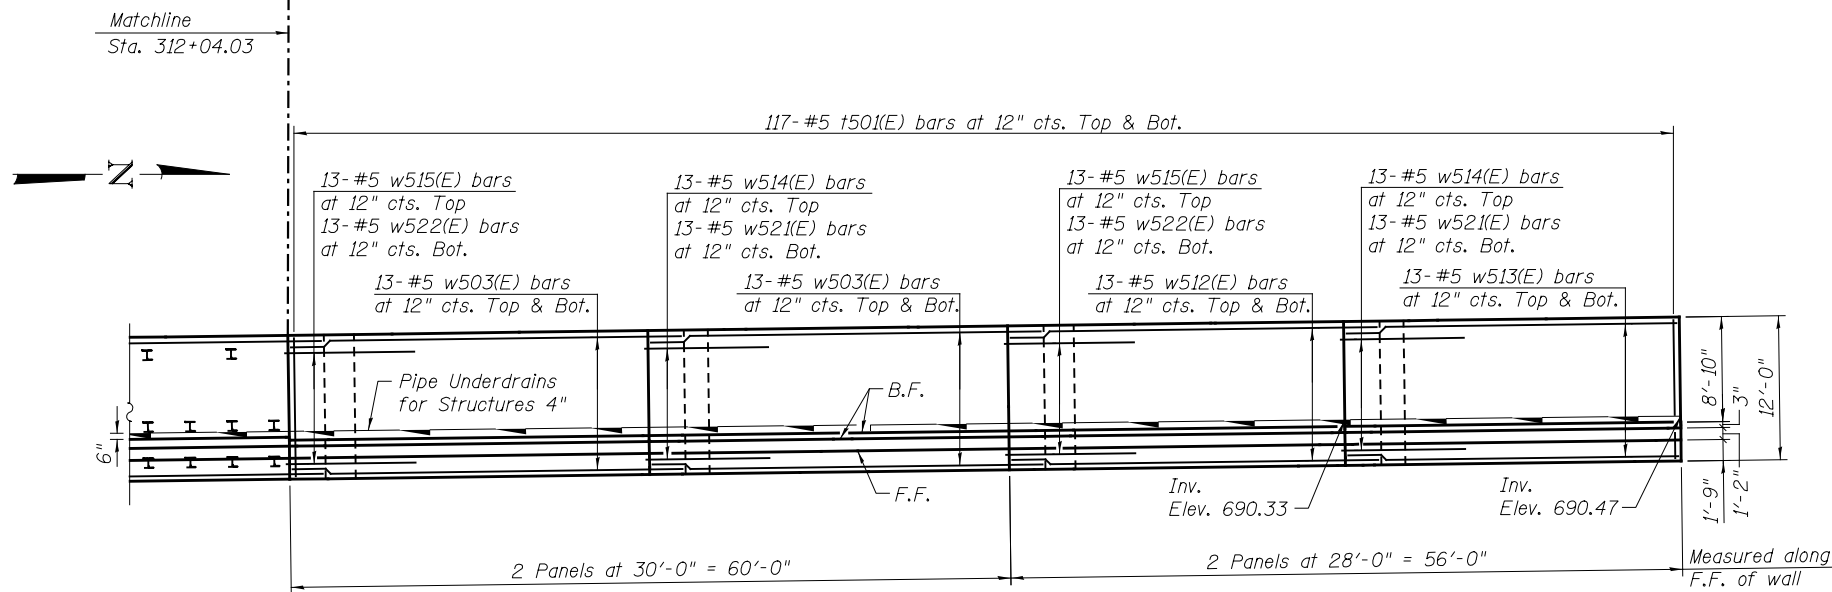 Matchline
Sta. 312+04.03
117-#5 t501(E) bars at 12" cts. Top & Bot.
N
13-#5 w515(E) bars
at 12" cts. Top
13-#5 w522(E) bars
at 12" cts. Bot.
13-#5 w503(E) bars
at 12" cts. Top & Bot.
13-#5 w514(E) bars
at 12" cts. Top
13-#5 w521(E) bars
at 12" cts. Bot.
13-#5 w503(E) bars
at 12" cts. Top & Bot.
13-#5 w515(E) bars
at 12" cts. Top
13-#5 w522(E) bars
at 12" cts. Bot.
13-#5 w512(E) bars
at 12" cts. Top & Bot.
13-#5 w514(E) bars
at 12" cts. Top
13-#5 w521(E) bars
at 12" cts. Bot.
13-#5 w513(E) bars
at 12" cts. Top & Bot.
Pipe Underdrains
for Structures 4"
B.F.
F.F.
6"
Inv.
Elev. 690.33
Inv.
Elev. 690.47
8'-10"
3"
12'-0"
1'-9"
1'-2"
2 Panels at 30'-0" = 60'-0"
2 Panels at 28'-0" = 56'-0"
Measured along
F.F. of wall